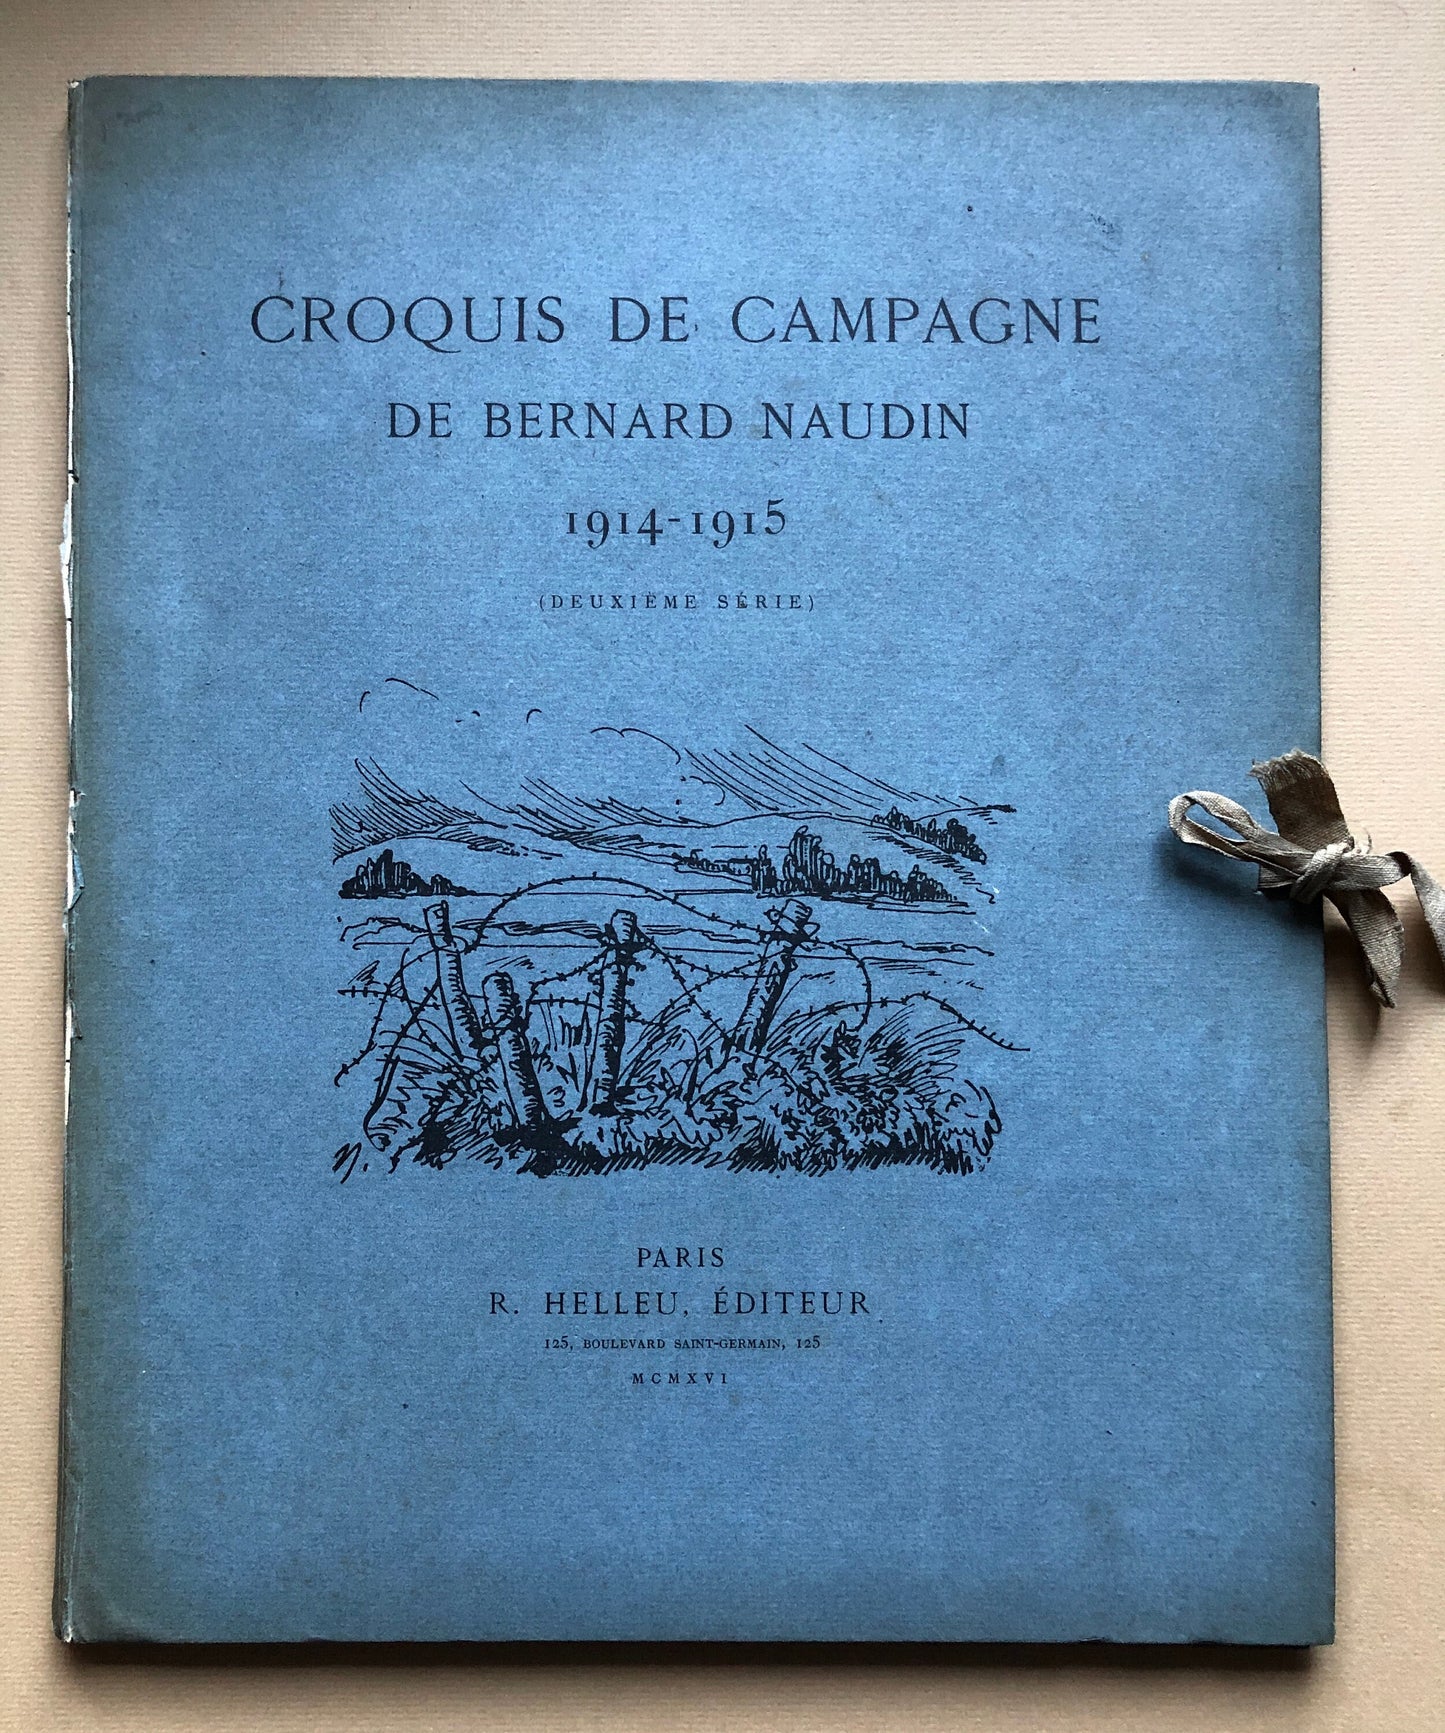 CROQUIS DE CAMPAGNE
DE BERNARD NAUDIN
1914-1915
(DEUXIÈME SÉRIE)
N.
PARIS
R. HELLEU, ÉDITEUR
125, BOULEVARD SAINT-GERMAIN, 125
MCMXVI